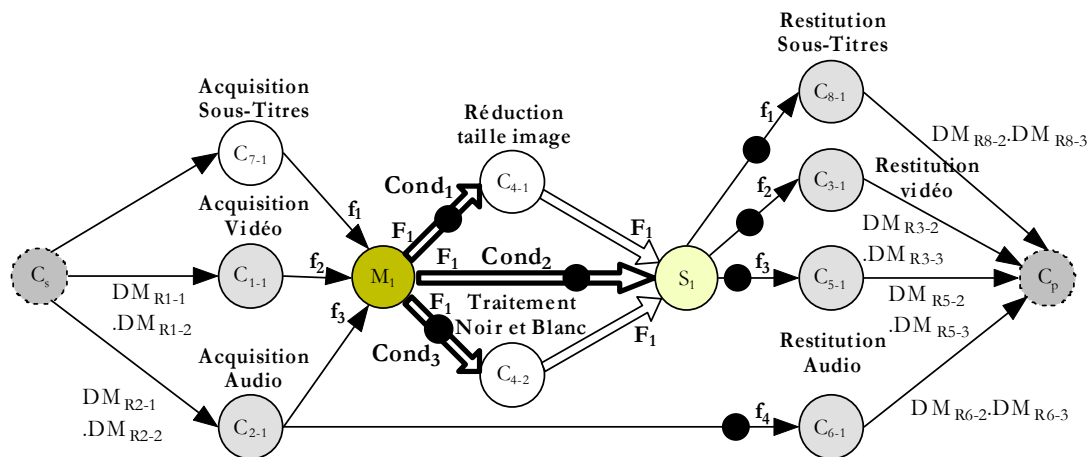 Restitution
Sous-Titres
C8-1
f1
DMR8-2.DMR8-3
Acquisition
Sous-Titres
C7-1
f1
Réduction
taille image
C4-1
Cond1
F1
F1
f2
C3-1
Restitution
vidéo
DMR3-2
.DMR3-3
Acquisition
Vidéo
Cs
C1-1
f2
DMR1-1
.DMR1-2
M1
F1
Cond2
S1
f3
C5-1
Cp
DMR5-2
.DMR5-3
f3
F1
Traitement
Noir et Blanc
F1
Cond3
C4-2
Acquisition
Audio
DMR2-1
.DMR2-2
C2-1
Restitution
Audio
f4
C6-1
DMR6-2.DMR6-3